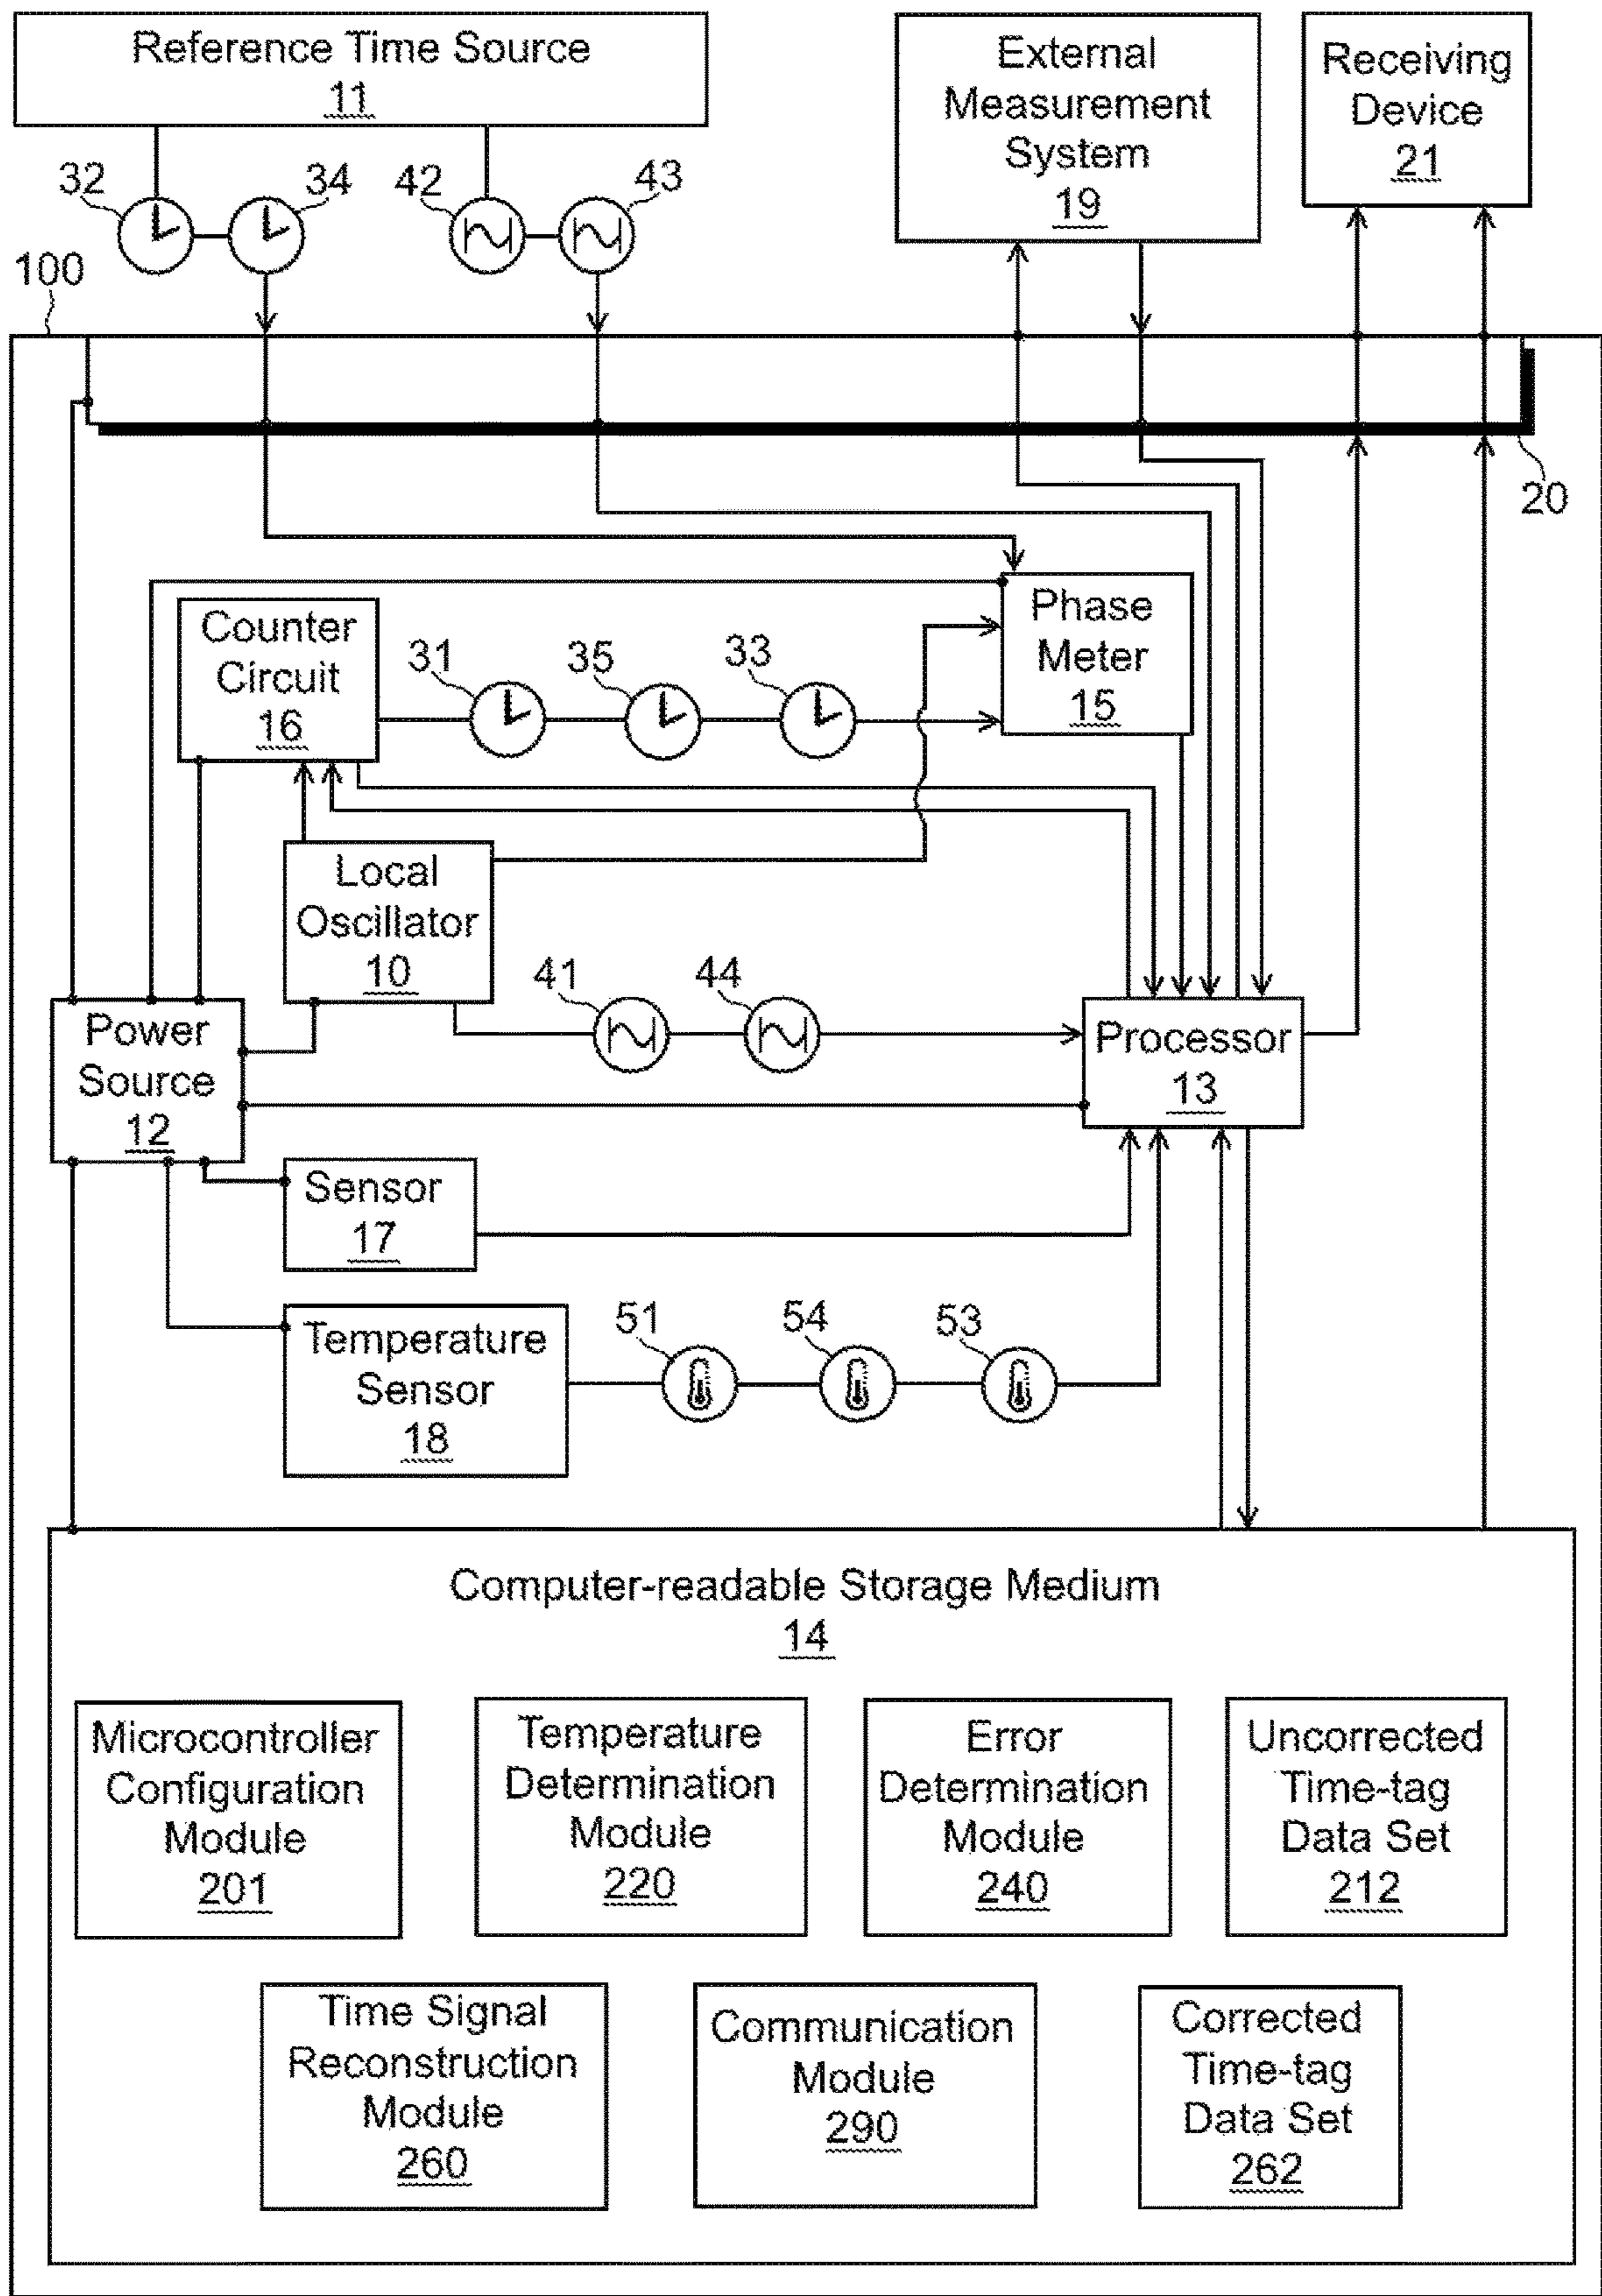 Reference Time Source
11
External
Measurement
System
19
Receiving
Device
21
32
34
42
43
100
20
Counter
Circuit
16
31
35
33
Phase
Meter
15
Local
Oscillator
10
41
44
Power
Source
12
Processor
13
Sensor
17
Temperature
Sensor
18
51
54
53
Computer-readable Storage Medium
14
Microcontroller
Configuration
Module
201
Temperature
Determination
Module
220
Error
Determination
Module
240
Uncorrected
Time-tag
Data Set
212
Time Signal
Reconstruction
Module
260
Communication
Module
290
Corrected
Time-tag
Data Set
262